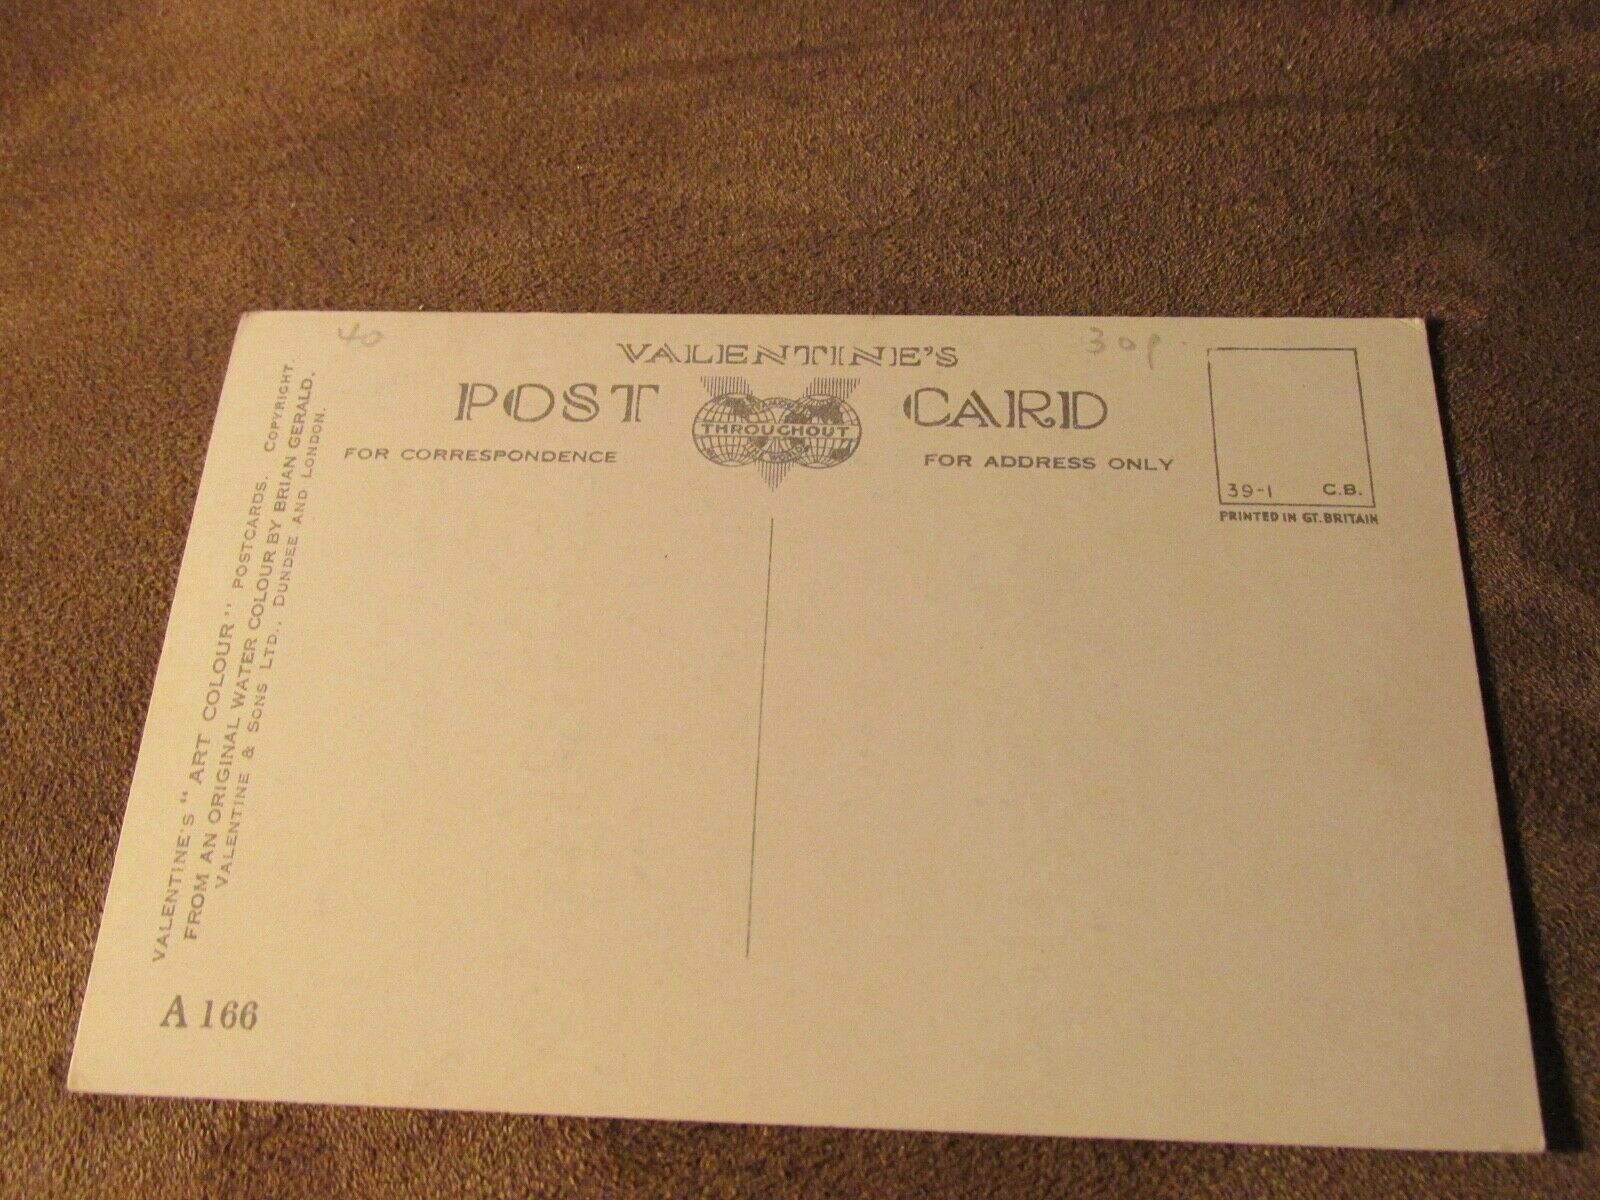 40
30p.
VALENTINE'S
POST CARD
THROUGHOUT
FOR CORRESPONDENCE
FOR ADDRESS ONLY
39-1 C.B.
PRINTED IN GT. BRITAIN
VALENTINE'S "ART COLOUR" POSTCARDS. COPYRIGHT
FROM AN ORIGINAL WATER COLOUR BY BRIAN GERALD.
VALENTINE & SONS LTD., DUNDEE AND LONDON.
A 166